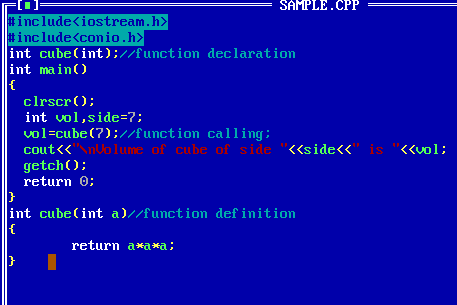 [■] SAMPLE.CPP
#include<iostream.h>
#include<conio.h>
int cube(int);//function declaration
int main()
{
clrscr();
int vol,side=7;
vol=cube(7);//function calling;
cout<<"\nVolume of cube of side "<<side<<" is "<<vol;
getch();
return 0;
}
int cube(int a)//function definition
{
return a*a*a;
}